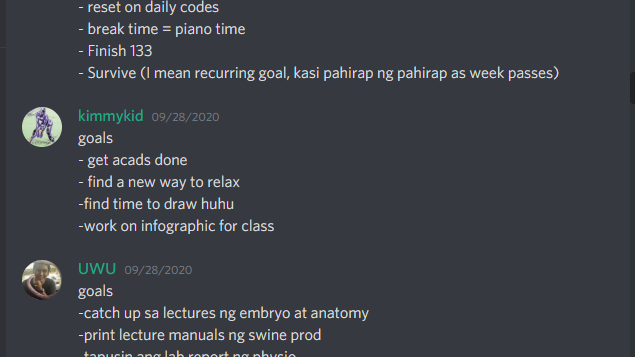 - reset on daily codes
- break time = piano time
- Finish 133
- Survive (I mean recurring goal, kasi pahirap ng pahirap as week passes)
kimmykid 09/28/2020
goals
- get acads done
- find a new way to relax
-find time to draw huhu
-work on infographic for class
UWU 09/28/2020
goals
-catch up sa lectures ng embryo at anatomy
-print lecture manuals ng swine prod
-tapusin ang lab report ng physio